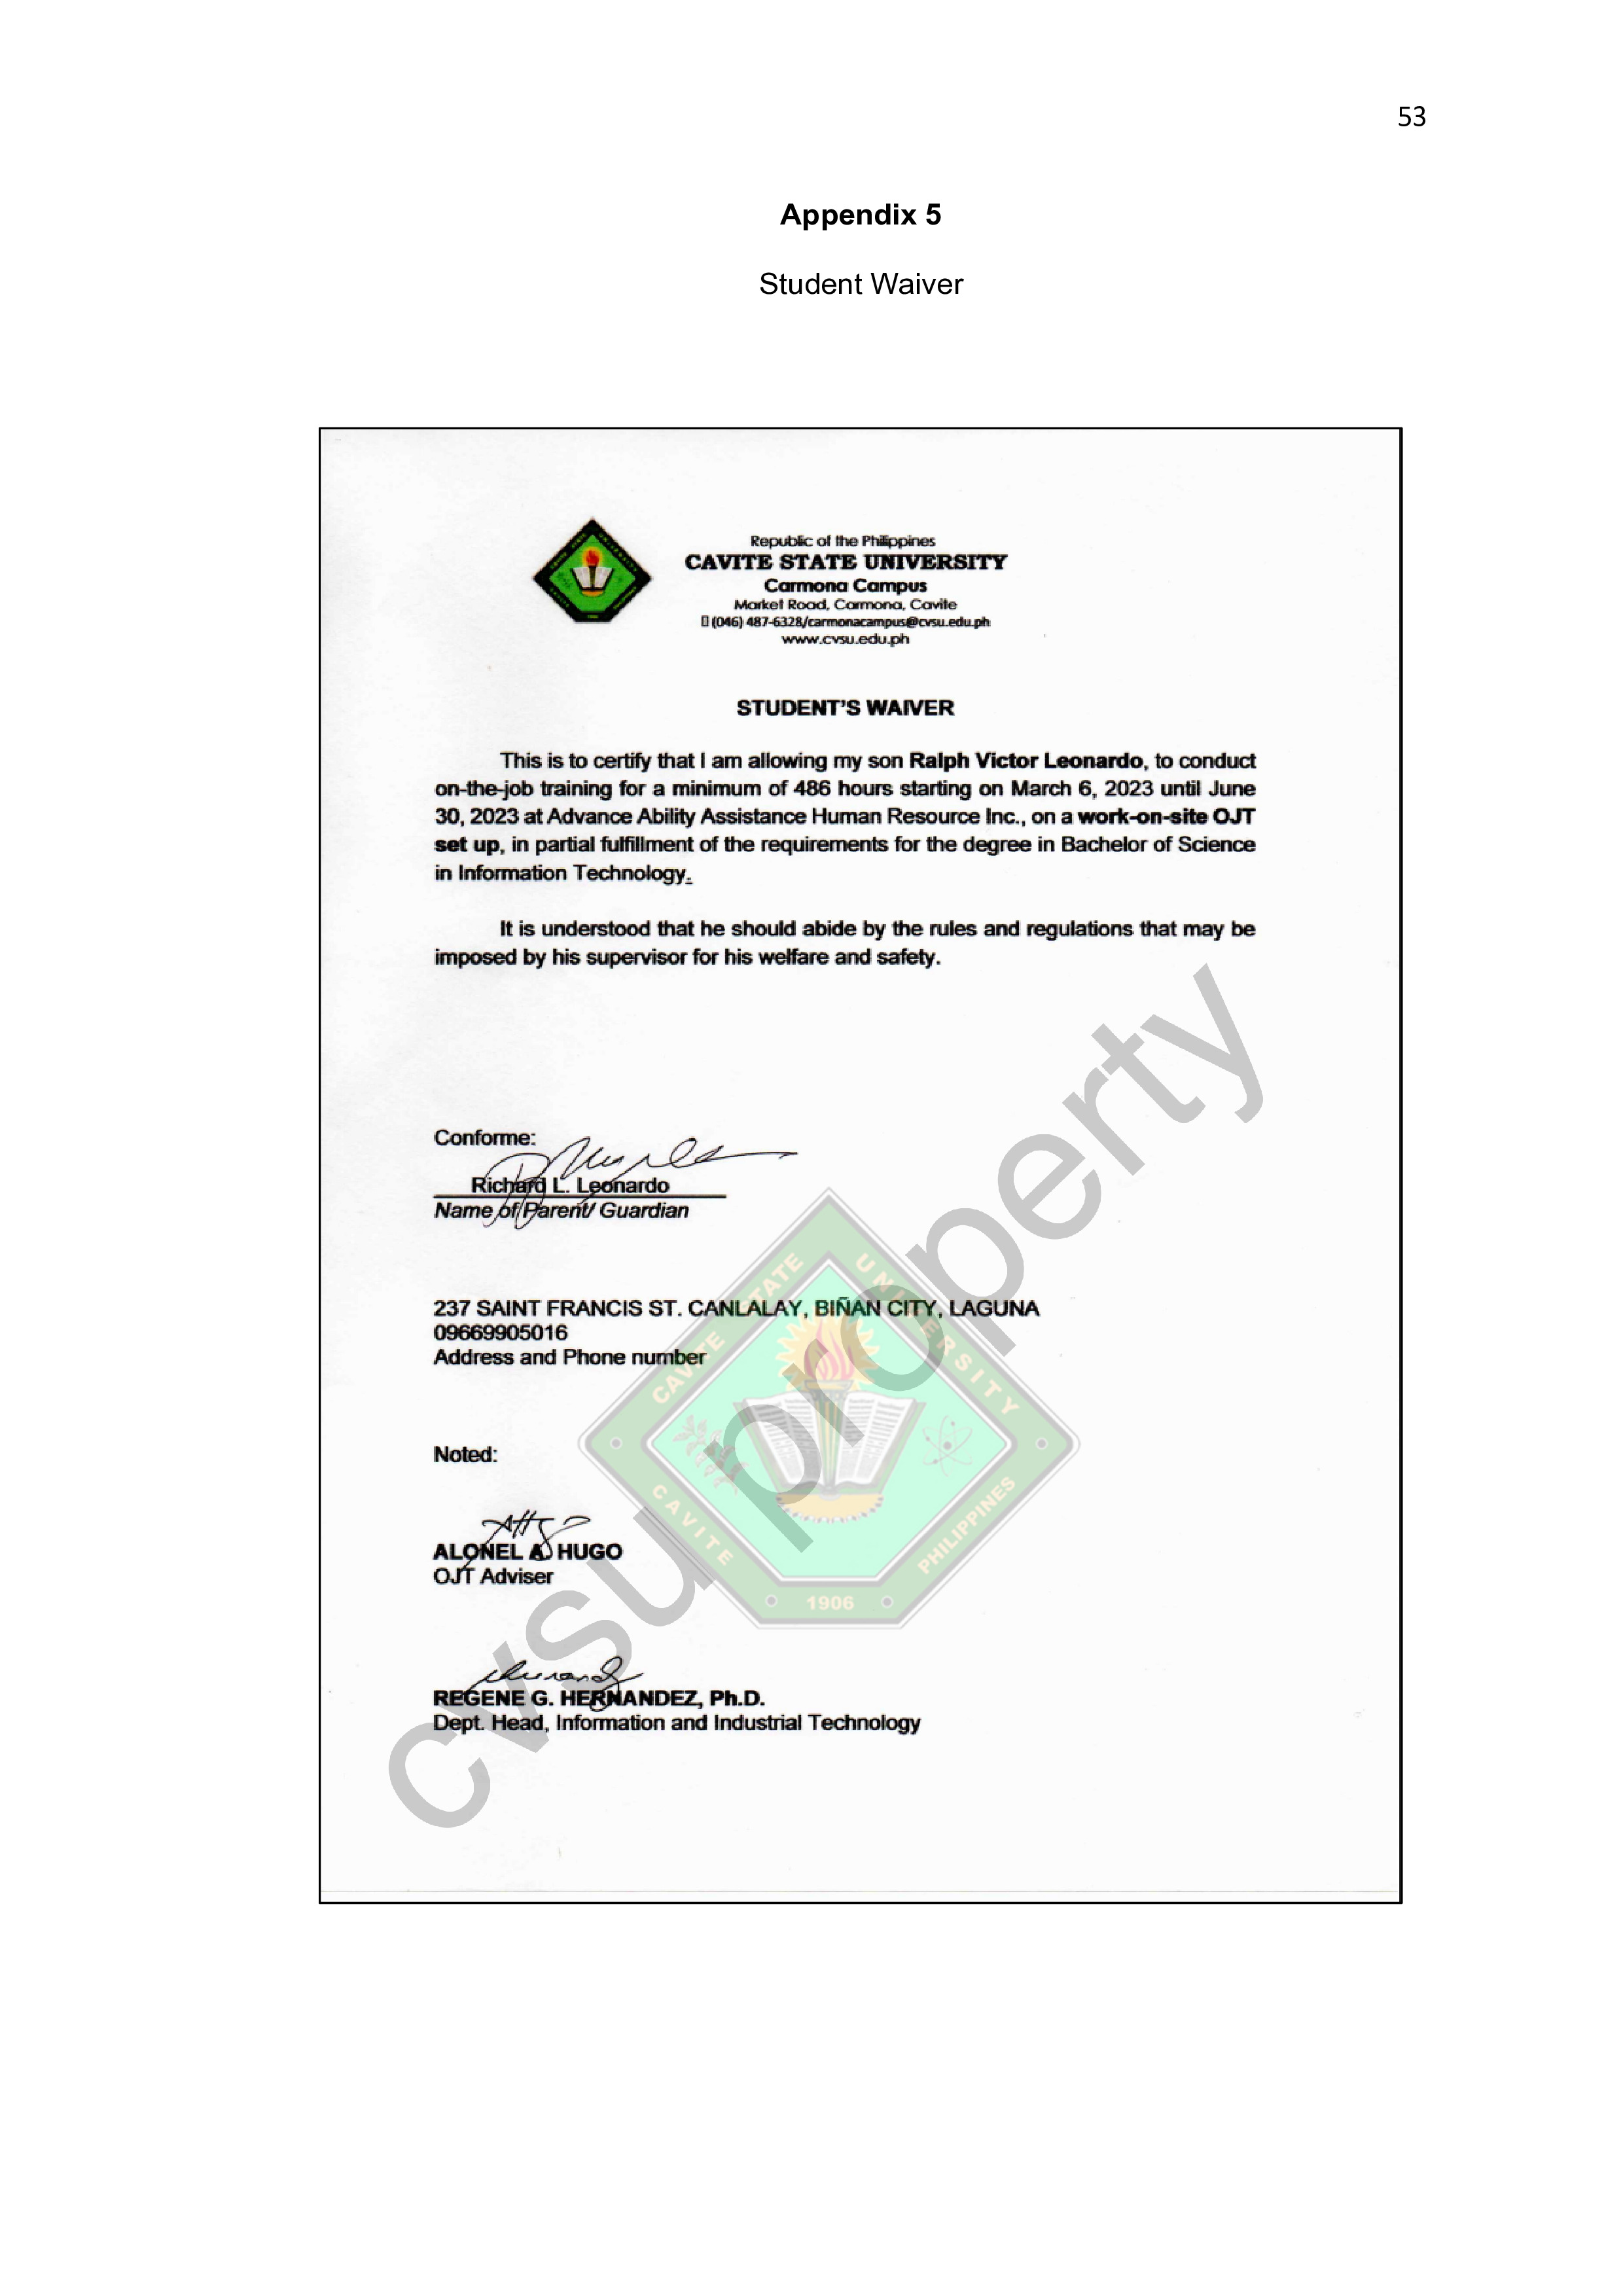 53
Appendix 5
Student Waiver
Republic of the Philippines
CAVITE STATE UNIVERSITY
Carmona Campus
Market Road, Carmona, Cavite
(046) 487-6328/carmonacampus@cvsu.edu.ph
www.cvsu.edu.ph
STUDENT'S WAIVER
This is to certify that I am allowing my son Ralph Victor Leonardo, to conduct
on-the-job training for a minimum of 486 hours starting on March 6, 2023 until June
30, 2023 at Advance Ability Assistance Human Resource Inc., on a work-on-site OJT
set up, in partial fulfillment of the requirements for the degree in Bachelor of Science
in Information Technology.
It is understood that he should abide by the rules and regulations that may be
imposed by his supervisor for his welfare and safety.
Conforme:
Richard L. Leonardo
Name of Parent/ Guardian
237 SAINT FRANCIS ST. CANLALAY, BIÑAN CITY, LAGUNA
09669905016
Address and Phone number
Noted:
ALONEL A. HUGO
OJT Adviser
REGENE G. HERNANDEZ, Ph.D.
Dept. Head, Information and Industrial Technology
cvsu property
CAVITE STATE UNIVERSITY
CAVITE
PHILIPPINES
1906